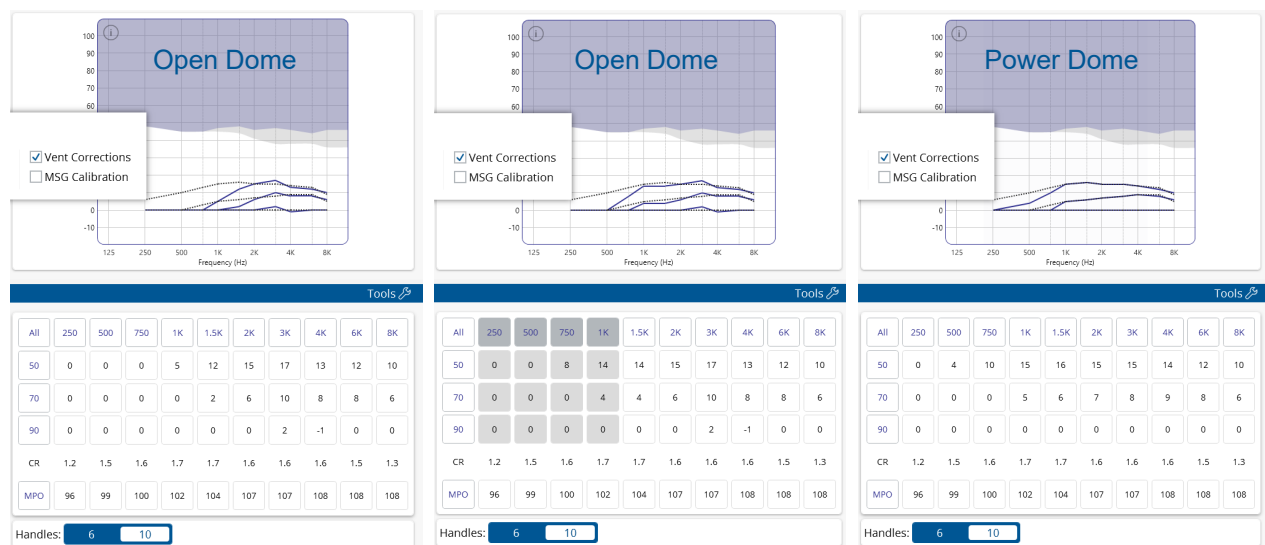 Open Dome
i
100
90
80
70
60
Vent Corrections
MSG Calibration
0
-10
125 250 500 1K 2K 4K 8K
Frequency (Hz)
Tools
All 250 500 750 1K 1.5K 2K 3K 4K 6K 8K
50 0 0 0 5 12 15 17 13 12 10
70 0 0 0 0 2 6 10 8 8 6
90 0 0 0 0 0 0 2 -1 0 0
CR 1.2 1.5 1.6 1.7 1.7 1.6 1.6 1.6 1.5 1.3
MPO 96 99 100 102 104 107 107 108 108 108
Handles: 6 10
Open Dome
i
100
90
80
70
60
Vent Corrections
MSG Calibration
0
-10
125 250 500 1K 2K 4K 8K
Frequency (Hz)
Tools
All 250 500 750 1K 1.5K 2K 3K 4K 6K 8K
50 0 0 8 14 14 15 17 13 12 10
70 0 0 0 4 4 6 10 8 8 6
90 0 0 0 0 0 0 2 -1 0 0
CR 1.2 1.5 1.6 1.7 1.7 1.6 1.6 1.6 1.5 1.3
MPO 96 99 100 102 104 107 107 108 108 108
Handles: 6 10
Power Dome
i
100
90
80
70
60
Vent Corrections
MSG Calibration
0
-10
125 250 500 1K 2K 4K 8K
Frequency (Hz)
Tools
All 250 500 750 1K 1.5K 2K 3K 4K 6K 8K
50 0 4 10 15 16 15 15 14 12 10
70 0 0 0 5 6 7 8 9 8 6
90 0 0 0 0 0 0 0 0 0 0
CR 1.2 1.5 1.6 1.7 1.7 1.6 1.6 1.6 1.5 1.3
MPO 96 99 100 102 104 107 107 108 108 108
Handles: 6 10